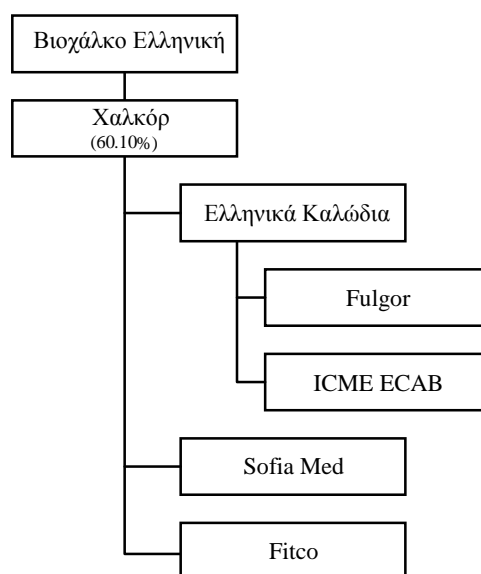 Βιοχάλκο Ελληνική
Χαλκόρ
(60.10%)
Ελληνικά Καλώδια
Fulgor
ICME ECAB
Sofia Med
Fitco